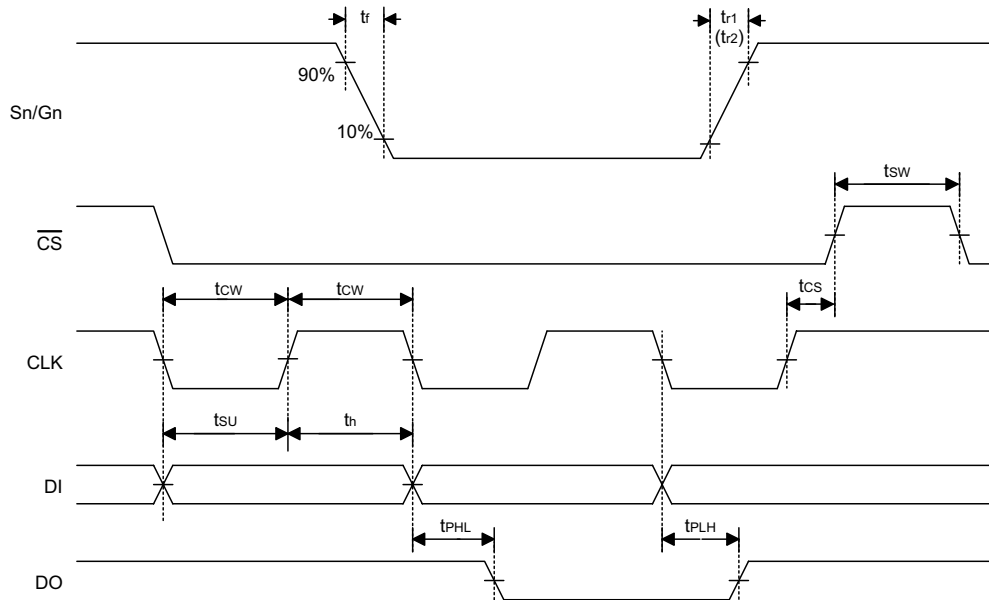 tf
tr1
(tr2)
90%
Sn/Gn
10%
tSW
CS
tCW tCW
tCS
CLK
tSU th
DI
tPHL tPLH
DO